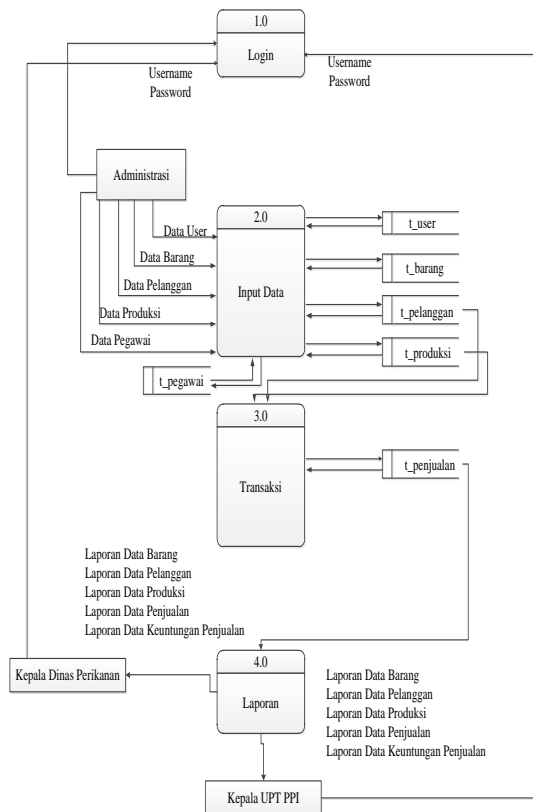 1.0
Login
Username
Password
Username
Password
Administrasi
2.0
Input Data
Data User
Data Barang
Data Pelanggan
Data Produksi
Data Pegawai
t_user
t_barang
t_pelanggan
t_produksi
t_pegawai
3.0
Transaksi
t_penjualan
Laporan Data Barang
Laporan Data Pelanggan
Laporan Data Produksi
Laporan Data Penjualan
Laporan Data Keuntungan Penjualan
4.0
Laporan
Kepala Dinas Perikanan
Laporan Data Barang
Laporan Data Pelanggan
Laporan Data Produksi
Laporan Data Penjualan
Laporan Data Keuntungan Penjualan
Kepala UPT PPI